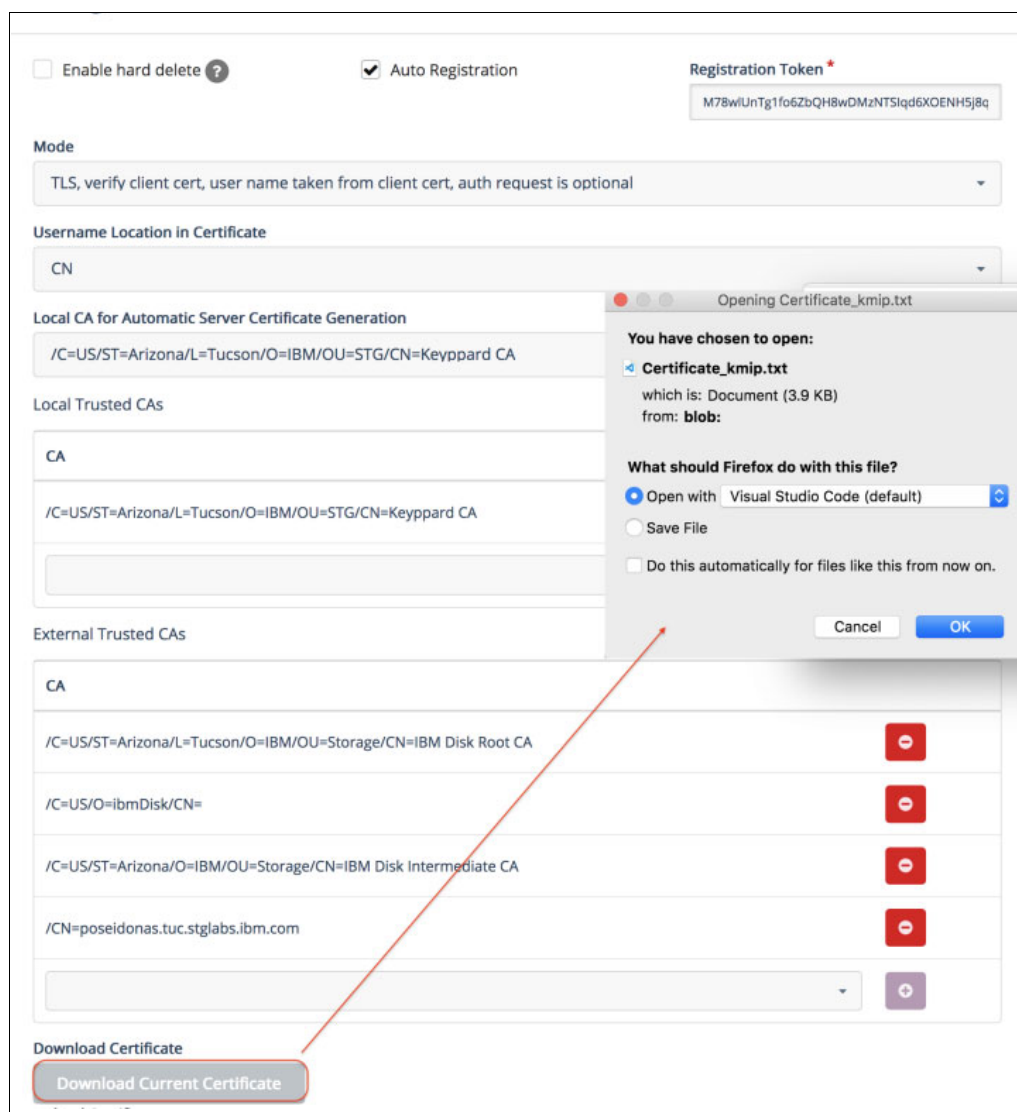 Enable hard delete ?
Auto Registration
Registration Token *
M78wlUnTg1fo6ZbQH8wDMzNTSIqd6XOENH5j8q
Mode
TLS, verify client cert, user name taken from client cert, auth request is optional
Username Location in Certificate
CN
Local CA for Automatic Server Certificate Generation
/C=US/ST=Arizona/L=Tucson/O=IBM/OU=STG/CN=Keyppard CA
Local Trusted CAs
CA
/C=US/ST=Arizona/L=Tucson/O=IBM/OU=STG/CN=Keyppard CA
Opening Certificate_kmip.txt
You have chosen to open:
Certificate_kmip.txt
which is: Document (3.9 KB)
from: blob:
What should Firefox do with this file?
Open with Visual Studio Code (default)
Save File
Do this automatically for files like this from now on.
Cancel OK
External Trusted CAs
CA
/C=US/ST=Arizona/L=Tucson/O=IBM/OU=Storage/CN=IBM Disk Root CA
/C=US/O=ibmDisk/CN=
/C=US/ST=Arizona/O=IBM/OU=Storage/CN=IBM Disk Intermediate CA
/CN=poseidonas.tuc.stglabs.ibm.com
Download Certificate
Download Current Certificate